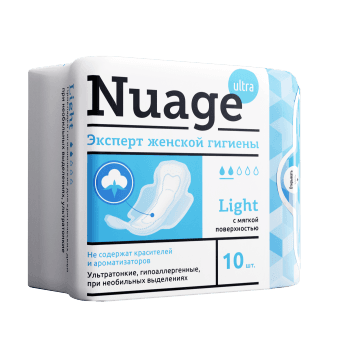 Nuage
ultra
Эксперт женской гигиены
Light
с мягкой
поверхностью
Не содержат красителей
и ароматизаторов
Ультратонкие, гипоаллергенные,
при необильных выделениях
10 шт.
Light